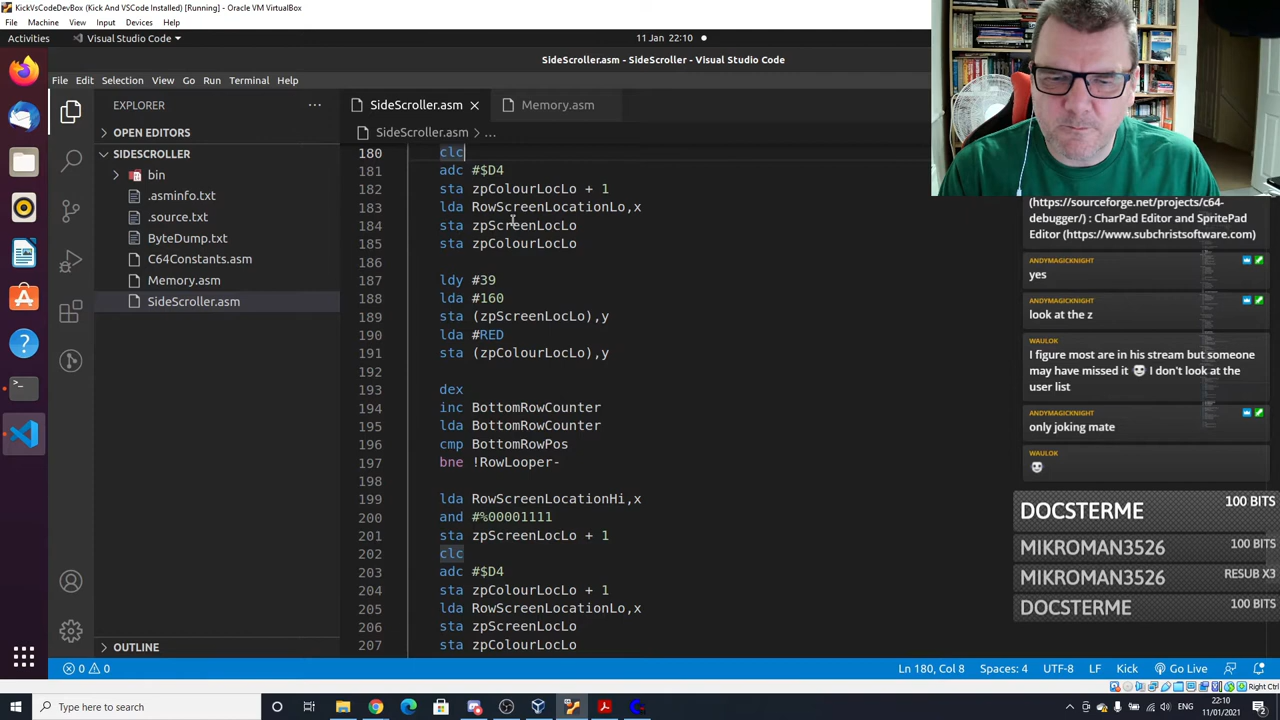 KickVsCodeDevBox (Kick And VSCode Installed) [Running] - Oracle VM VirtualBox
File Machine View Input Devices Help
Activities Visual Studio Code 11 Jan 22:10
SideScroller.asm - SideScroller - Visual Studio Code
File Edit Selection View Go Run Terminal Help
EXPLORER
OPEN EDITORS
SIDESCROLLER
bin
.asminfo.txt
.source.txt
ByteDump.txt
C64Constants.asm
Memory.asm
SideScroller.asm
OUTLINE
SideScroller.asm Memory.asm
SideScroller.asm > ...
180 clc
181 adc #$D4
182 sta zpColourLocLo + 1
183 lda RowScreenLocationLo,x
184 sta zpScreenLocLo
185 sta zpColourLocLo
186
187 ldy #39
188 lda #160
189 sta (zpScreenLocLo),y
190 lda #RED
191 sta (zpColourLocLo),y
192
193 dex
194 inc BottomRowCounter
195 lda BottomRowCounter
196 cmp BottomRowPos
197 bne !RowLooper-
198
199 lda RowScreenLocationHi,x
200 and #%00001111
201 sta zpScreenLocLo + 1
202 clc
203 adc #$D4
204 sta zpColourLocLo + 1
205 lda RowScreenLocationLo,x
206 sta zpScreenLocLo
207 sta zpColourLocLo
(https://sourceforge.net/projects/c64-
debugger/) : CharPad Editor and SpritePad
Editor (https://www.subchristsoftware.com)
ANDYMAGICKNIGHT
yes
ANDYMAGICKNIGHT
look at the z
WAULOK
I figure most are in his stream but someone
may have missed it I don't look at the
user list
ANDYMAGICKNIGHT
only joking mate
WAULOK
DOCSTERME 100 BITS
MIKROMAN3526 100 BITS
MIKROMAN3526 RESUB X3
DOCSTERME 100 BITS
0 0 Ln 180, Col 8 Spaces: 4 UTF-8 LF Kick Go Live
Right Ctrl
Type here to search
22:10
11/01/2021